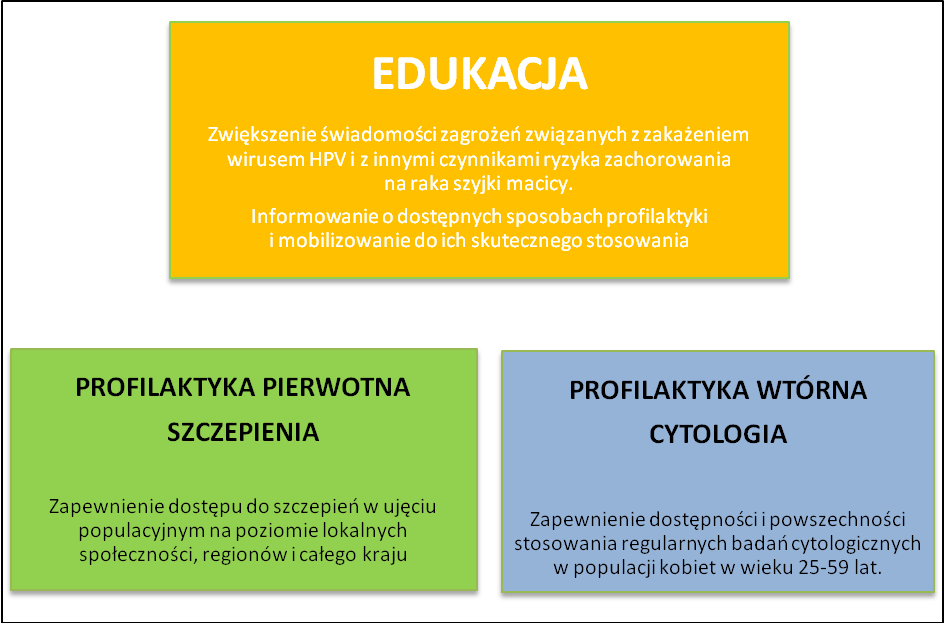 EDUKACJA
Zwiększenie świadomości zagrożeń związanych z zakażeniem
wirusem HPV i z innymi czynnikami ryzyka zachorowania
na raka szyjki macicy.
Informowanie o dostępnych sposobach profilaktyki
i mobilizowanie do ich skutecznego stosowania
PROFILAKTYKA PIERWOTNA
SZCZEPIENIA
Zapewnienie dostępu do szczepień w ujęciu
populacyjnym na poziomie lokalnych
społeczności, regionów i całego kraju
PROFILAKTYKA WTÓRNA
CYTOLOGIA
Zapewnienie dostępności i powszechności
stosowania regularnych badań cytologicznych
w populacji kobiet w wieku 25-59 lat.